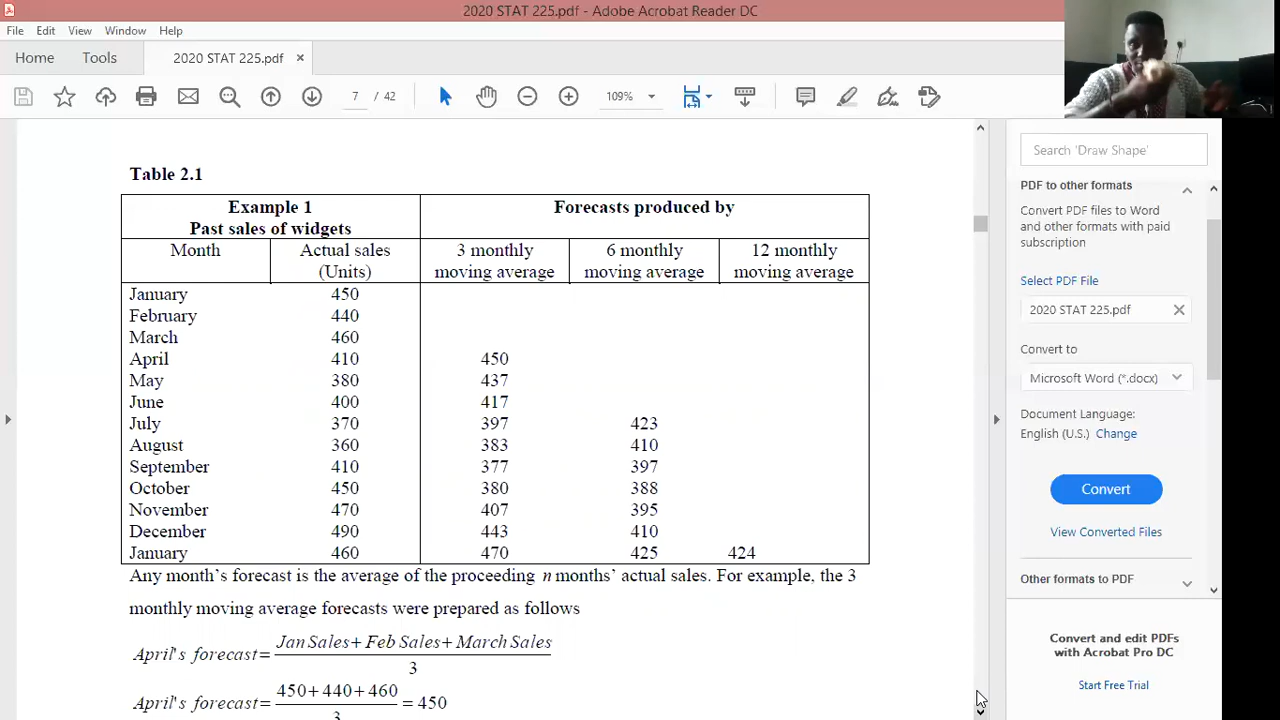 2020 STAT 225.pdf - Adobe Acrobat Reader DC
File Edit View Window Help
Home Tools 2020 STAT 225.pdf ×
7 / 42 109%
Table 2.1
Example 1 Forecasts produced by
Past sales of widgets
Month Actual sales 3 monthly 6 monthly 12 monthly
(Units) moving average moving average moving average
January 450
February 440
March 460
April 410 450
May 380 437
June 400 417
July 370 397 423
August 360 383 410
September 410 377 397
October 450 380 388
November 470 407 395
December 490 443 410
January 460 470 425 424
Any month's forecast is the average of the proceeding n months' actual sales. For example, the 3
monthly moving average forecasts were prepared as follows
April's forecast= Jan Sales+ Feb Sales+ March Sales
3
April's forecast= 450+440+460 = 450
3
Search 'Draw Shape'
PDF to other formats
Convert PDF files to Word
and other formats with paid
subscription
Select PDF File
2020 STAT 225.pdf ×
Convert to
Microsoft Word (*.docx)
Document Language:
English (U.S.) Change
Convert
View Converted Files
Other formats to PDF
Convert and edit PDFs
with Acrobat Pro DC
Start Free Trial